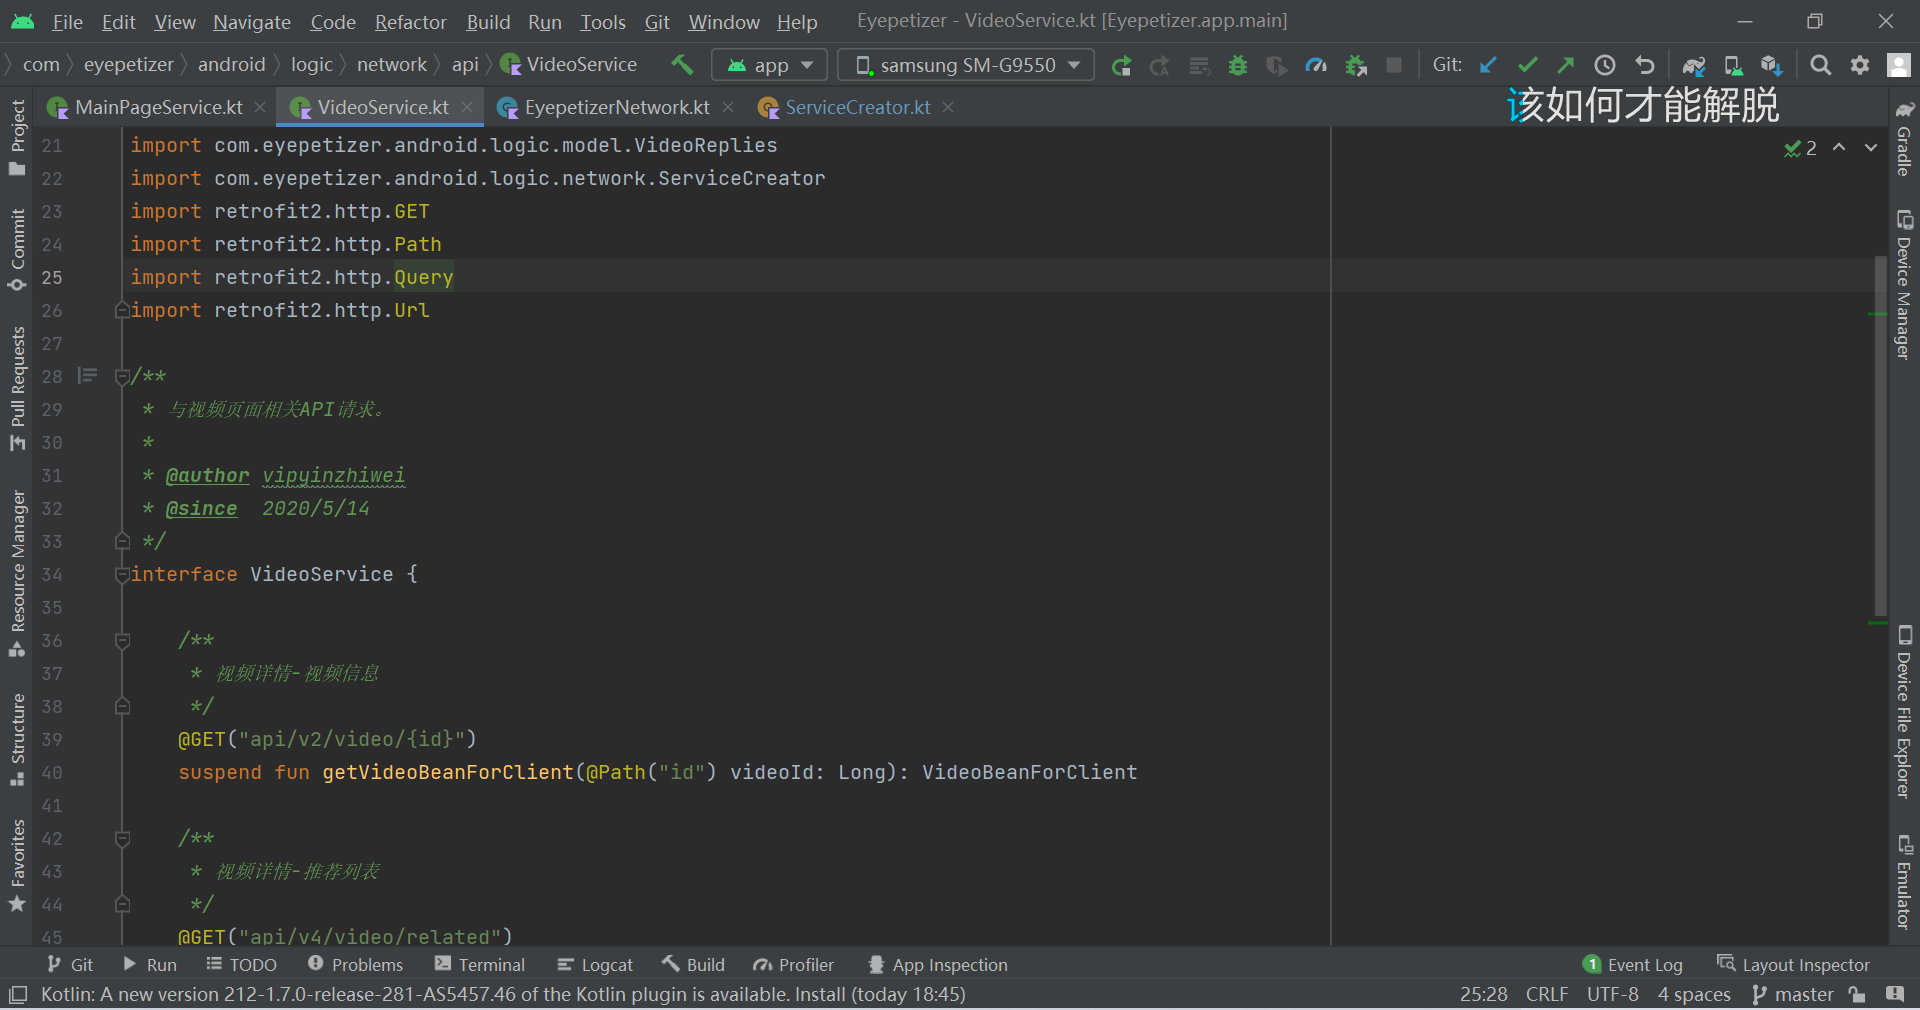 File Edit View Navigate Code Refactor Build Run Tools Git Window Help Eyepetizer - VideoService.kt [Eyepetizer.app.main]
com eyepetizer android logic network api VideoService app samsung SM-G9550 Git:
MainPageService.kt VideoService.kt EyepetizerNetwork.kt ServiceCreator.kt
该如何才能解脱
2
21 import com.eyepetizer.android.logic.model.VideoReplies
22 import com.eyepetizer.android.logic.network.ServiceCreator
23 import retrofit2.http.GET
24 import retrofit2.http.Path
25 import retrofit2.http.Query
26 import retrofit2.http.Url
27
28 /**
29 * 与视频页面相关API请求。
30 *
31 * @author vipyinzhiwei
32 * @since 2020/5/14
33 */
34 interface VideoService {
35
36 /**
37 * 视频详情-视频信息
38 */
39 @GET("api/v2/video/{id}")
40 suspend fun getVideoBeanForClient(@Path("id") videoId: Long): VideoBeanForClient
41
42 /**
43 * 视频详情-推荐列表
44 */
45 @GET("api/v4/video/related")
Project
Commit
Pull Requests
Resource Manager
Structure
Favorites
Gradle
Device Manager
Device File Explorer
Emulator
Git Run TODO Problems Terminal Logcat Build Profiler App Inspection 1 Event Log Layout Inspector
Kotlin: A new version 212-1.7.0-release-281-AS5457.46 of the Kotlin plugin is available. Install (today 18:45) 25:28 CRLF UTF-8 4 spaces master